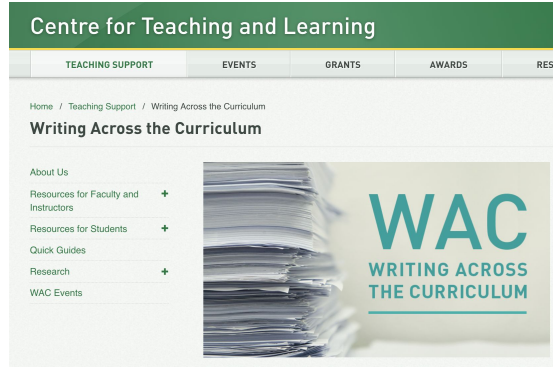 Centre for Teaching and Learning
TEACHING SUPPORT EVENTS GRANTS AWARDS RES
Home / Teaching Support / Writing Across the Curriculum
Writing Across the Curriculum
About Us
Resources for Faculty and +
Instructors
Resources for Students +
Quick Guides
Research +
WAC Events
WAC
WRITING ACROSS
THE CURRICULUM